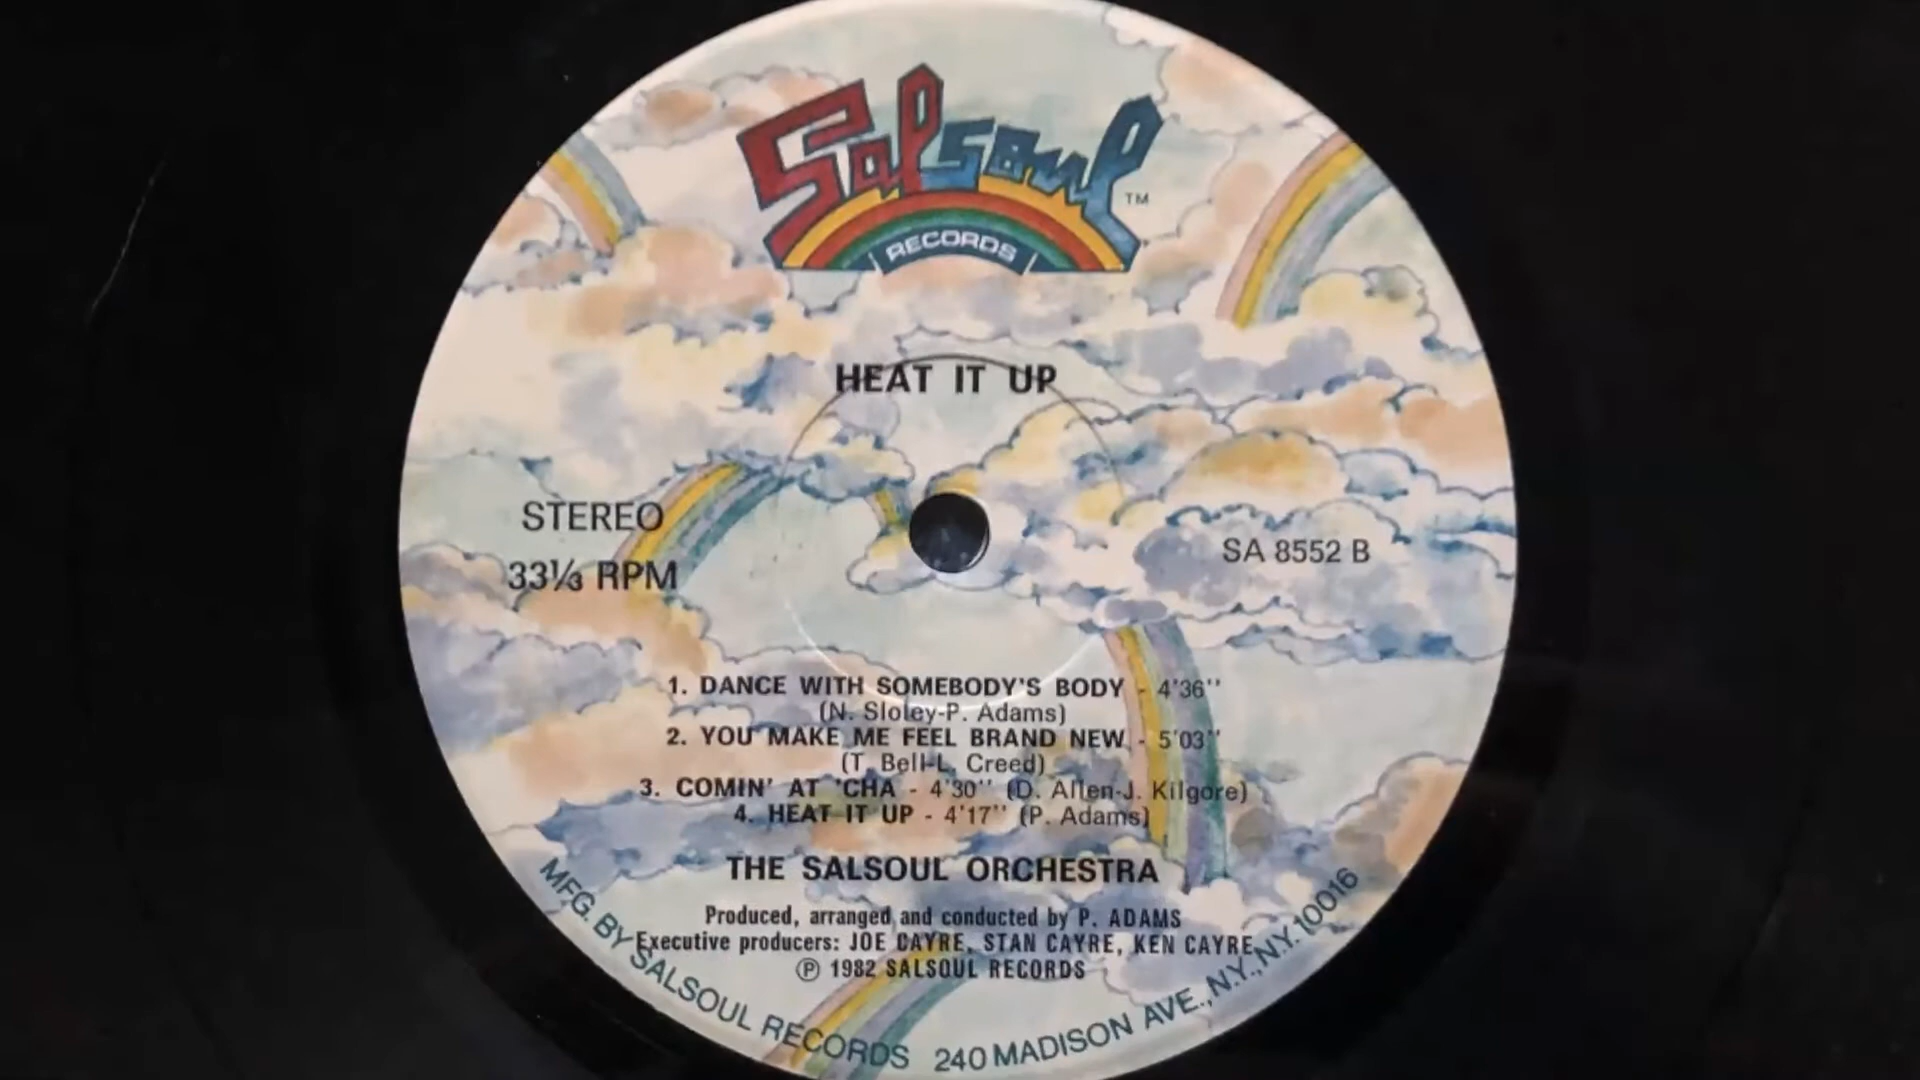 Salsoul TM
RECORDS
HEAT IT UP
STEREO
33⅓ RPM
SA 8552 B
1. DANCE WITH SOMEBODY'S BODY - 4'36''
(N. Sloley-P. Adams)
2. YOU MAKE ME FEEL BRAND NEW - 5'03''
(T. Bell-L. Creed)
3. COMIN' AT 'CHA - 4'30'' (D. Allen-J. Kilgore)
4. HEAT IT UP - 4'17'' (P. Adams)
THE SALSOUL ORCHESTRA
Produced, arranged and conducted by P. ADAMS
Executive producers: JOE CAYRE, STAN CAYRE, KEN CAYRE
Ⓟ 1982 SALSOUL RECORDS
MFG. BY SALSOUL RECORDS 240 MADISON AVE., N.Y., N.Y. 10016